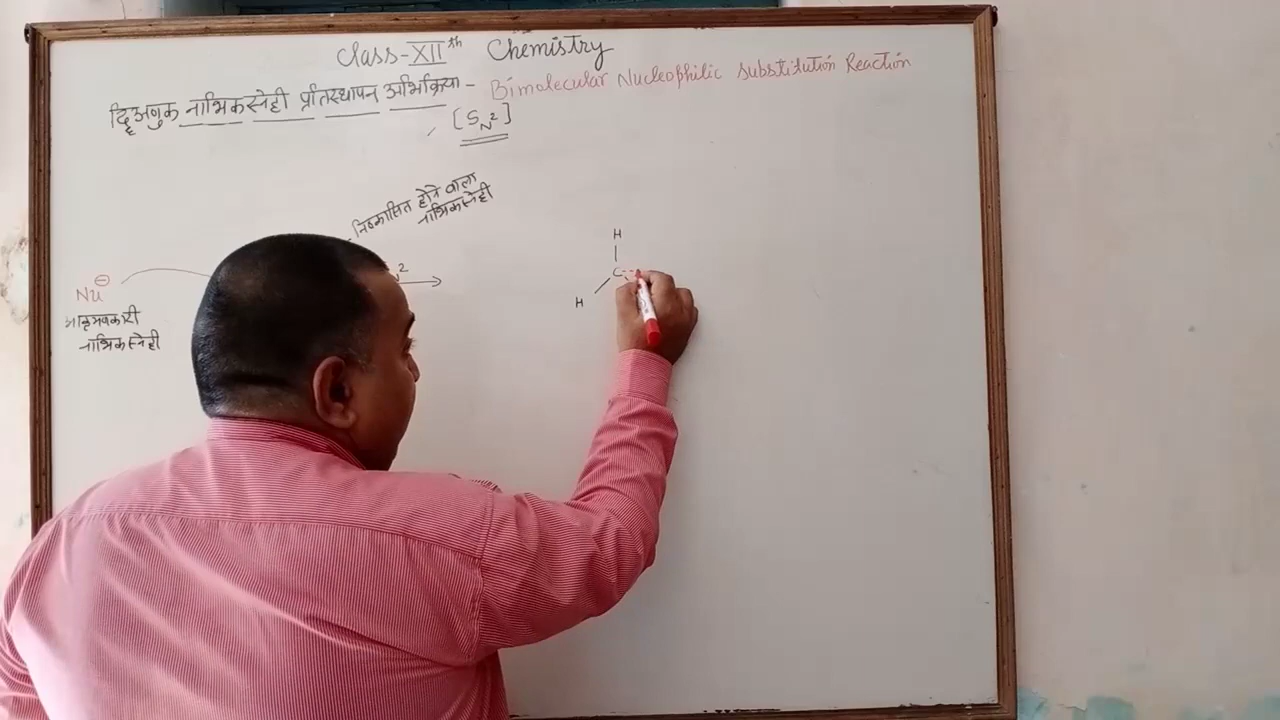 Class-XIIth Chemistry
द्विअणुक नाभिकस्नेही प्रतिस्थापन अभिक्रिया - Bimolecular Nucleophilic Substitution Reaction
[SN2]
निष्कासित होने वाला
नाभिकस्नेही
H
2
C
Nu⊖
H
आक्रमणकारी
नाभिकस्नेही